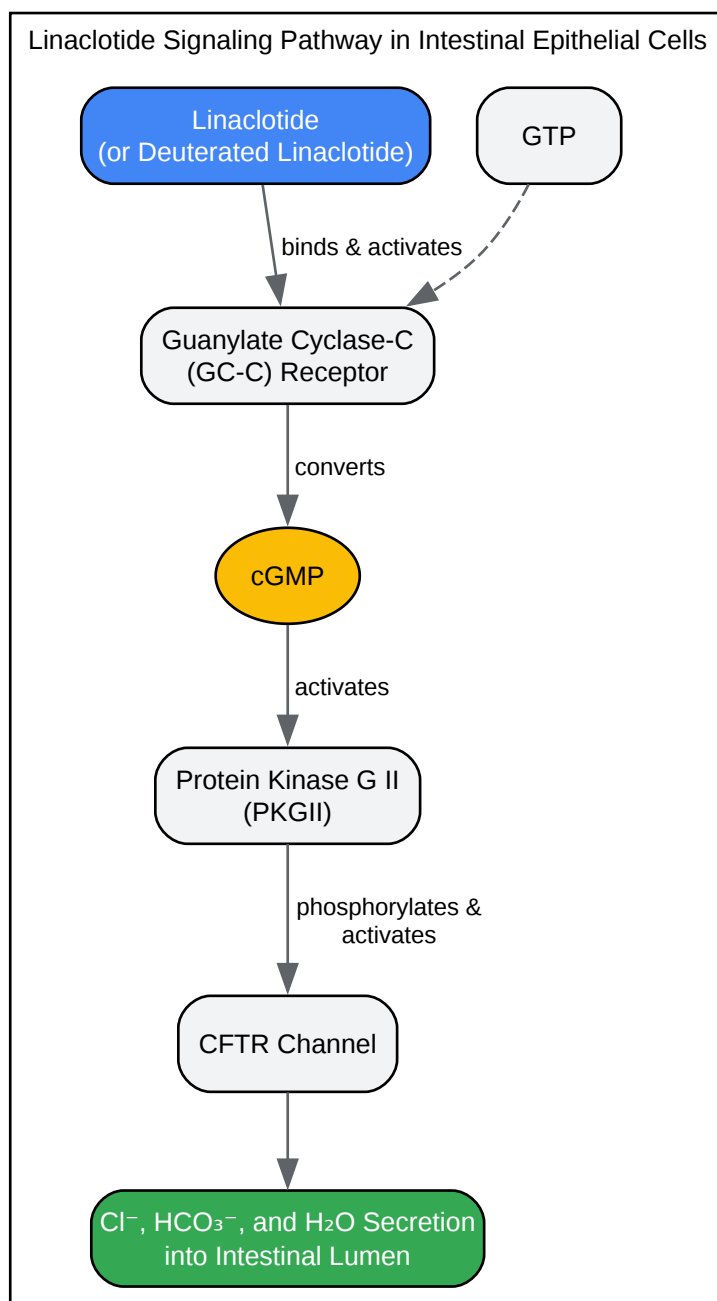 Linaclotide Signaling Pathway in Intestinal Epithelial Cells
Linaclotide
(or Deuterated Linaclotide)
GTP
binds & activates
Guanylate Cyclase-C
(GC-C) Receptor
converts
cGMP
activates
Protein Kinase G II
(PKGII)
phosphorylates &
activates
CFTR Channel
Cl⁻, HCO₃⁻, and H₂O Secretion
into Intestinal Lumen